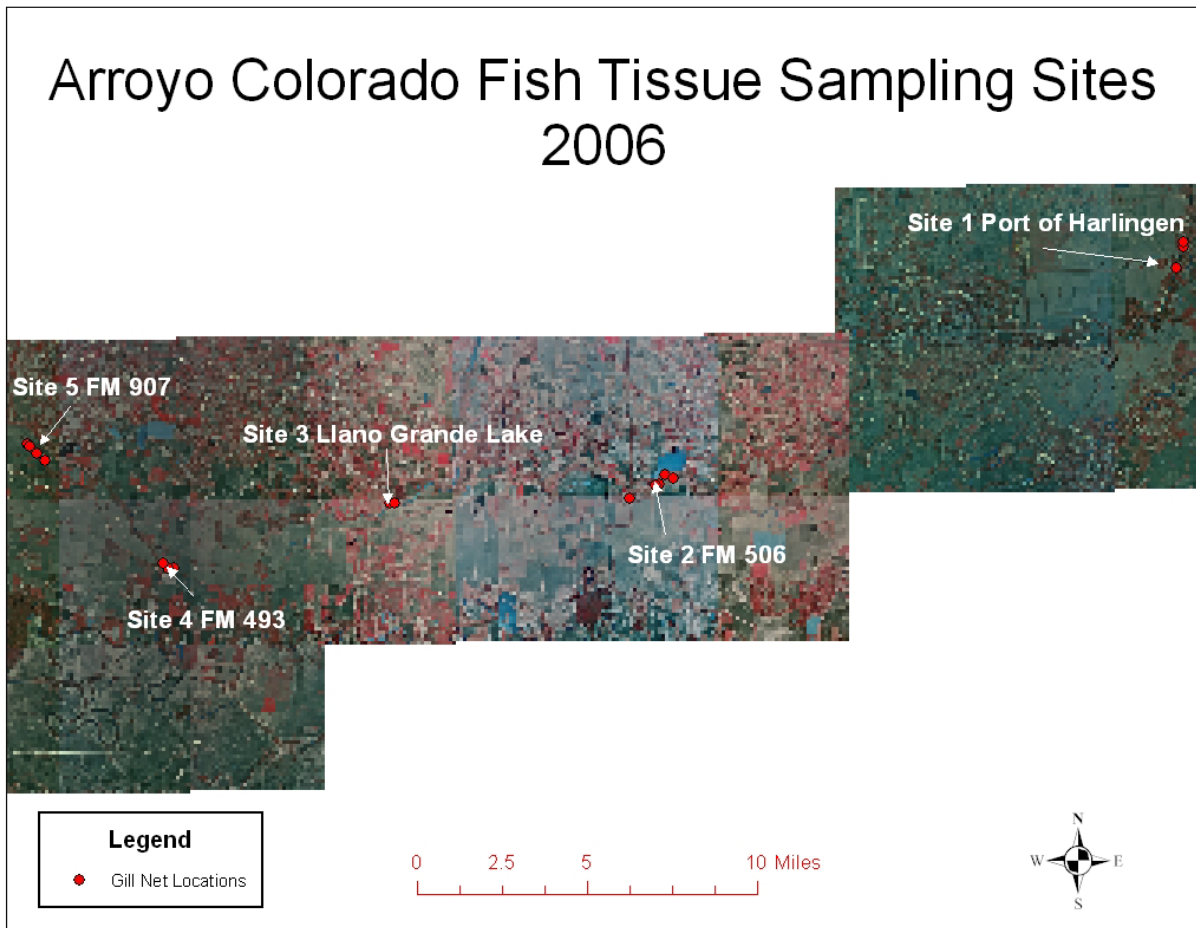 Arroyo Colorado Fish Tissue Sampling Sites
2006
Site 1 Port of Harlingen
Site 5 FM 907
Site 3 Llano Grande Lake
Site 2 FM 506
Site 4 FM 493
Legend
Gill Net Locations
0 2.5 5 10 Miles
N
W E
S